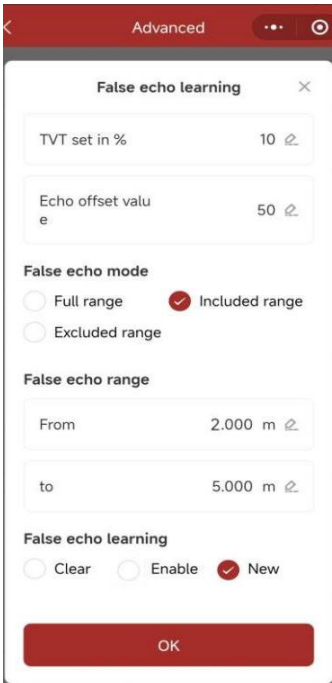 Advanced
False echo learning
TVT set in %
10
Echo offset valu
e
50
False echo mode
Full range
Included range
Excluded range
False echo range
From
2.000 m
to
5.000 m
False echo learning
Clear
Enable
New
OK